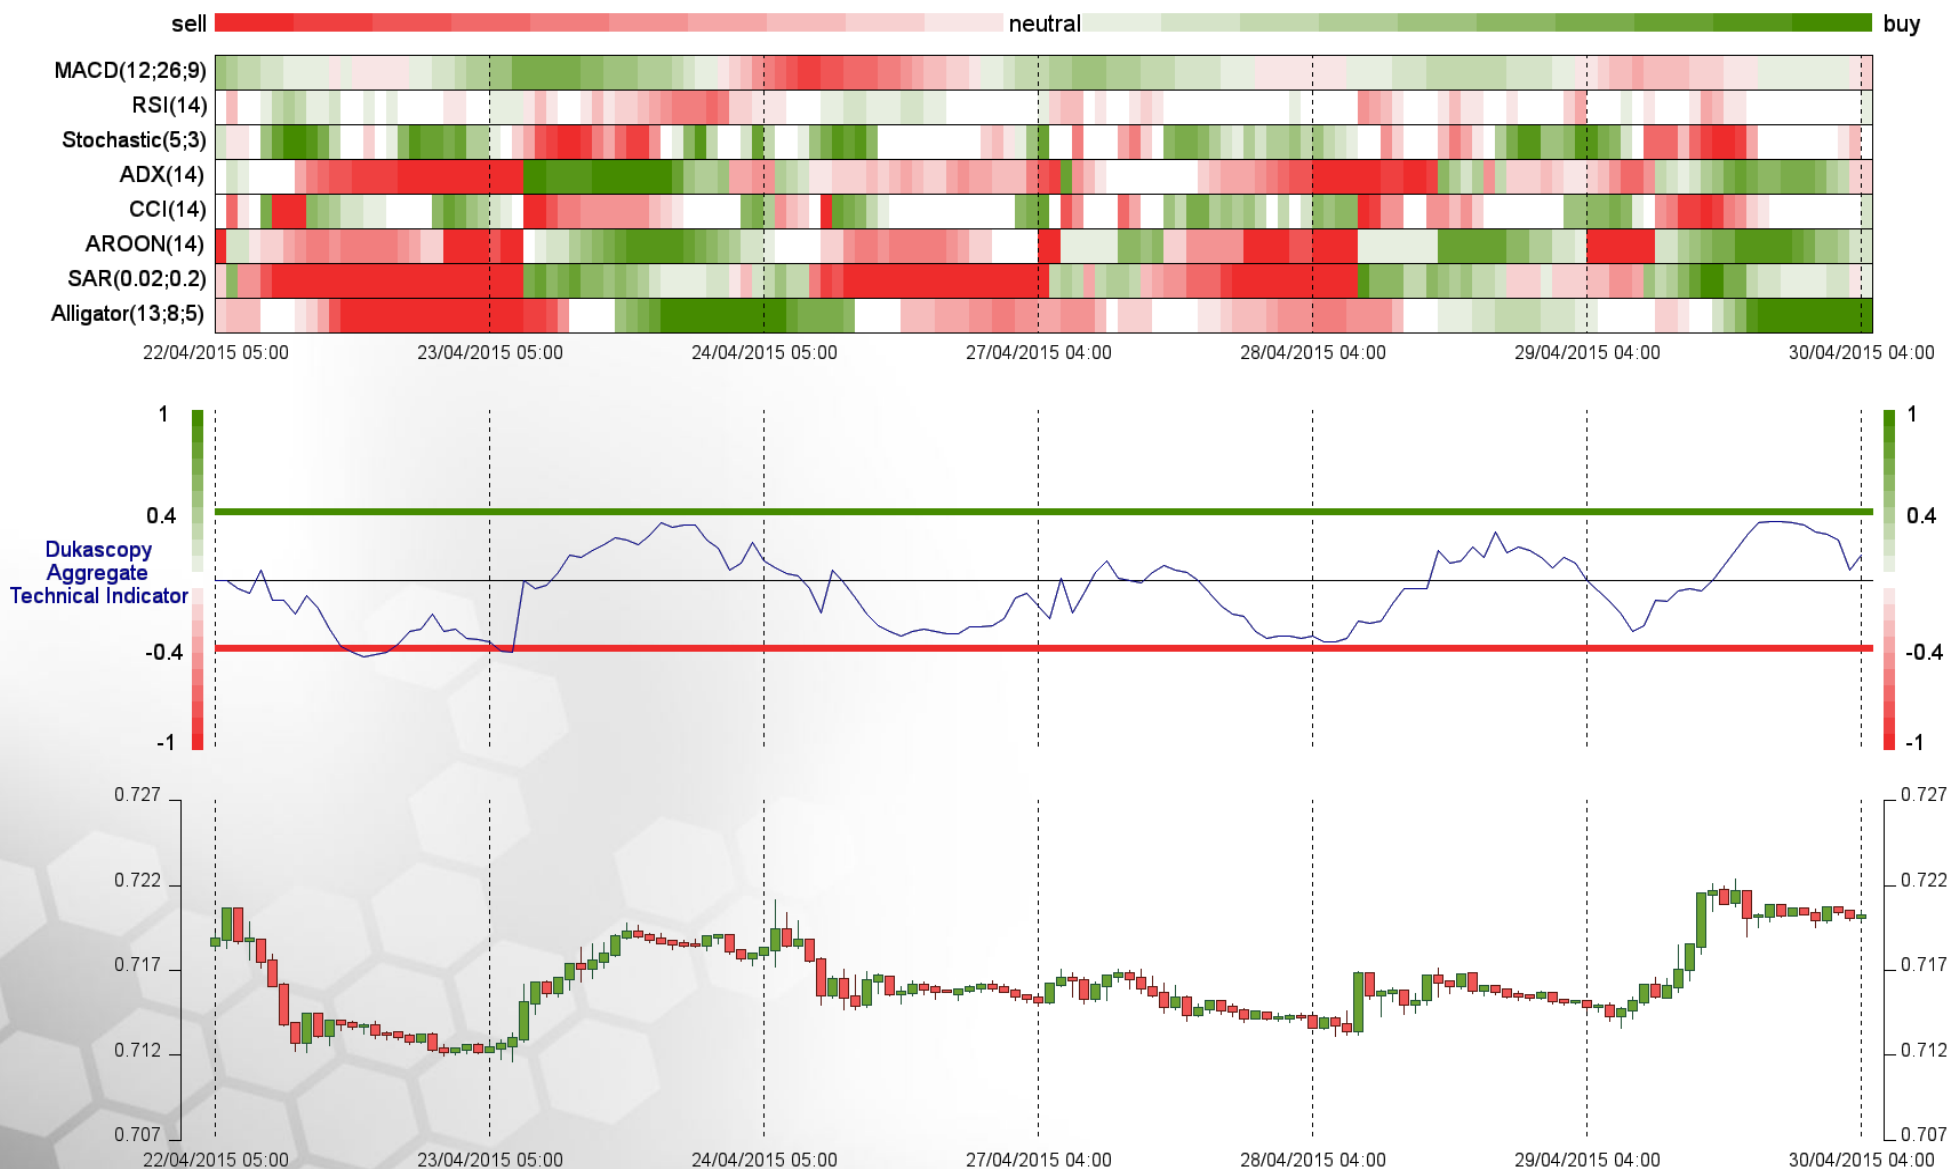 sell neutral buy
MACD(12;26;9)
RSI(14)
Stochastic(5;3)
ADX(14)
CCI(14)
AROON(14)
SAR(0.02;0.2)
Alligator(13;8;5)
22/04/2015 05:00 23/04/2015 05:00 24/04/2015 05:00 27/04/2015 04:00 28/04/2015 04:00 29/04/2015 04:00 30/04/2015 04:00
1 1
0.4 0.4
Dukascopy
Aggregate
Technical Indicator
-0.4 -0.4
-1 -1
0.727 0.727
0.722 0.722
0.717 0.717
0.712 0.712
0.707 0.707
22/04/2015 05:00 23/04/2015 05:00 24/04/2015 05:00 27/04/2015 04:00 28/04/2015 04:00 29/04/2015 04:00 30/04/2015 04:00